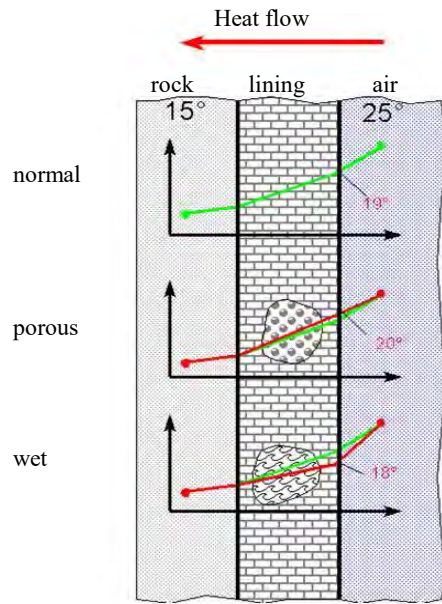 Heat flow
rock lining air
15° 25°
normal
19°
porous
20°
wet
18°